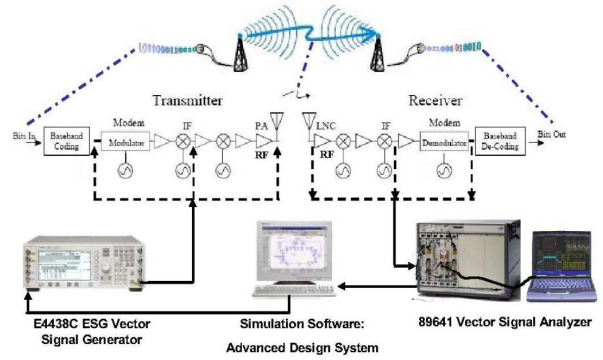 Transmitter
Receiver
Bits In
Baseband
Coding
Modem
Modulator
IF
PA
RF
LNC
RF
IF
Modem
Demodulator
Baseband
De-Coding
Bits Out
E4438C ESG Vector
Signal Generator
Simulation Software:
Advanced Design System
89641 Vector Signal Analyzer